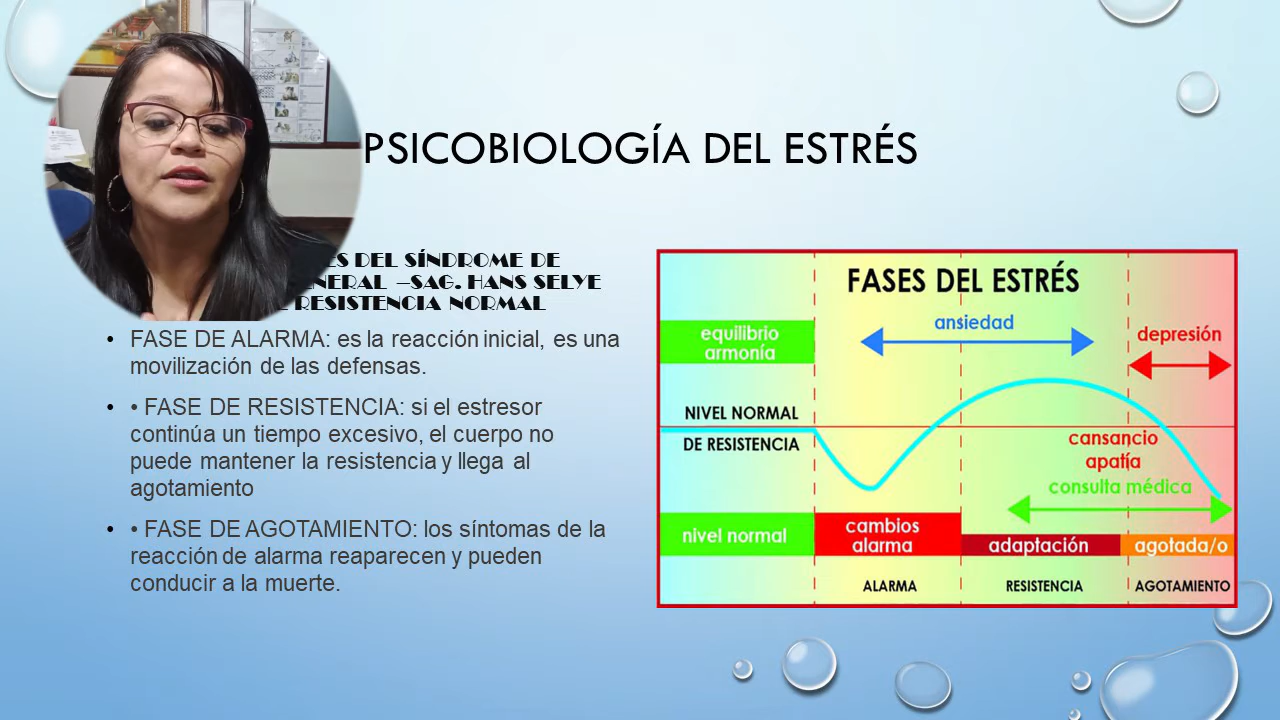 PSICOBIOLOGÍA DEL ESTRÉS
DEL SÍNDROME DE
–SAG. HANS SELYE
RESISTENCIA NORMAL
• FASE DE ALARMA: es la reacción inicial, es una
movilización de las defensas.
• • FASE DE RESISTENCIA: si el estresor
continúa un tiempo excesivo, el cuerpo no
puede mantener la resistencia y llega al
agotamiento
• • FASE DE AGOTAMIENTO: los síntomas de la
reacción de alarma reaparecen y pueden
conducir a la muerte.
FASES DEL ESTRÉS
equilibrio
armonía
ansiedad
depresión
NIVEL NORMAL
DE RESISTENCIA
cansancio
apatía
consulta médica
nivel normal
cambios
alarma
adaptación
agotada/o
ALARMA
RESISTENCIA
AGOTAMIENTO